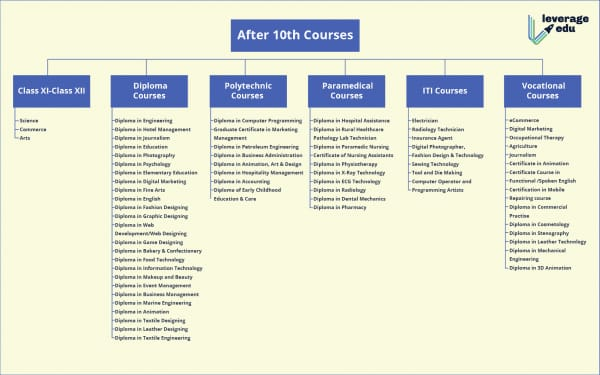 leverage
edu
After 10th Courses
Class XI-Class XII
Science
Commerce
Arts
Diploma
Courses
Diploma in Engineering
Diploma in Hotel Management
Diploma in Journalism
Diploma in Education
Diploma in Photography
Diploma in Psychology
Diploma in Elementary Education
Diploma in Digital Marketing
Diploma in Fine Arts
Diploma in English
Diploma in Fashion Designing
Diploma in Graphic Designing
Diploma in Web
Development/Web Designing
Diploma in Game Designing
Diploma in Bakery & Confectionery
Diploma in Food Technology
Diploma in Information Technology
Diploma in Makeup and Beauty
Diploma in Event Management
Diploma in Business Management
Diploma in Marine Engineering
Diploma in Animation
Diploma in Textile Designing
Diploma in Leather Designing
Diploma in Textile Engineering
Polytechnic
Courses
Diploma in Computer Programming
Graduate Certificate in Marketing
Management
Diploma in Petroleum Engineering
Diploma in Business Administration
Diploma in Animation, Art & Design
Diploma in Hospitality Management
Diploma in Accounting
Diploma of Early Childhood
Education & Care
Paramedical
Courses
Diploma in Hospital Assistance
Diploma in Rural Healthcare
Pathology Lab Technician
Diploma in Paramedic Nursing
Certificate of Nursing Assistants
Diploma in Physiotherapy
Diploma in X-Ray Technology
Diploma in ECG Technology
Diploma in Radiology
Diploma in Dental Mechanics
Diploma in Pharmacy
ITI Courses
Electrician
Radiology Technician
Insurance Agent
Digital Photographer,
Fashion Design & Technology
Sewing Technology
Tool and Die Making
Computer Operator and
Programming Artists
Vocational
Courses
eCommerce
Digital Marketing
Occupational Therapy
Agriculture
Journalism
Certificate in Animation
Certificate Course in
Functional /Spoken English
Certification in Mobile
Repairing course
Diploma in Commercial
Practise
Diploma in Cosmetology
Diploma in Stenography
Diploma in Leather Technology
Diploma in Mechanical
Engineering
Diploma in 3D Animation